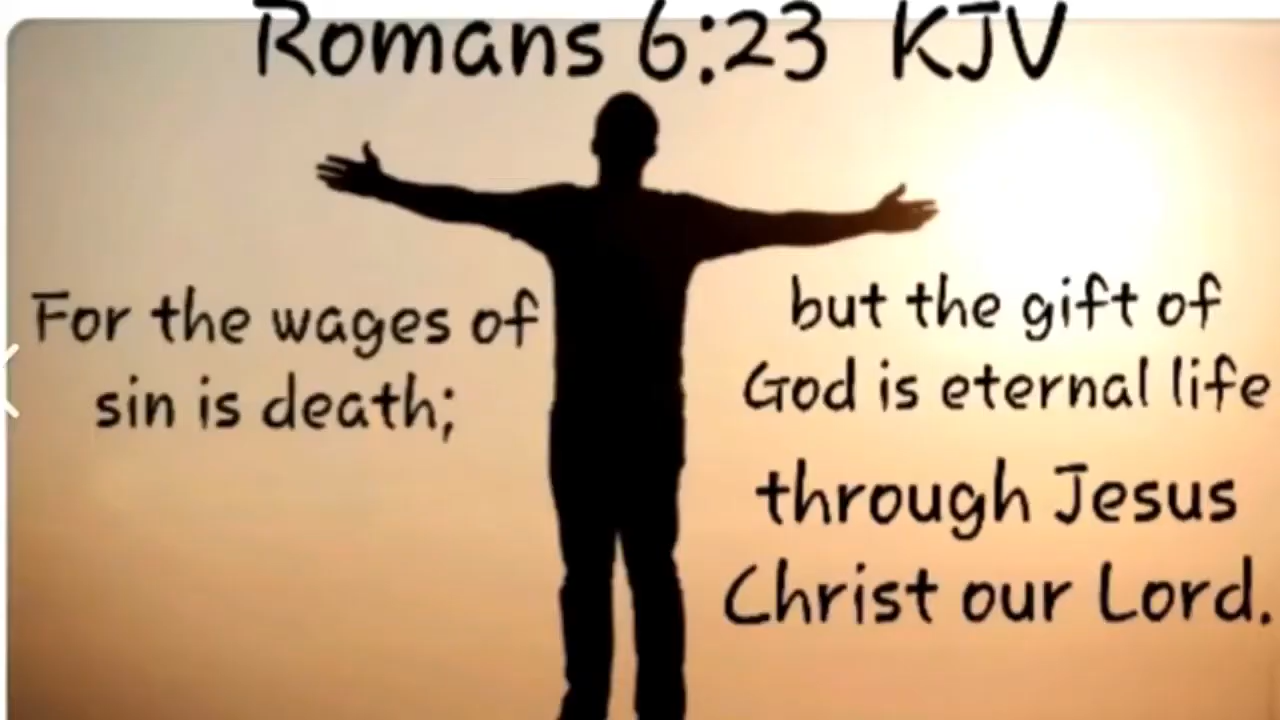 Romans 6:23 KJV
For the wages of
sin is death;
but the gift of
God is eternal life
through Jesus
Christ our Lord.